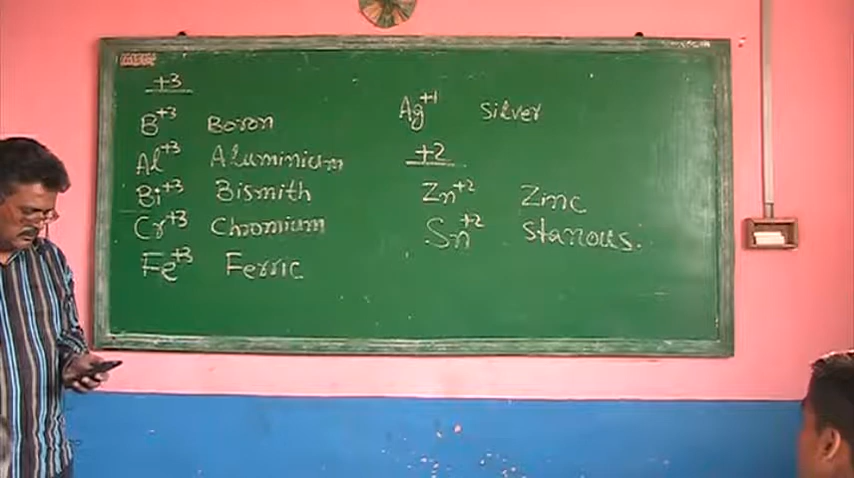 +3
B+3 Boron
Al+3 Aluminium
Bi+3 Bismith
Cr+3 Chromium
Fe+3 Ferric
Ag+1 Silver
+2
Zn+2 Zinc
Sn+2 Stanous.